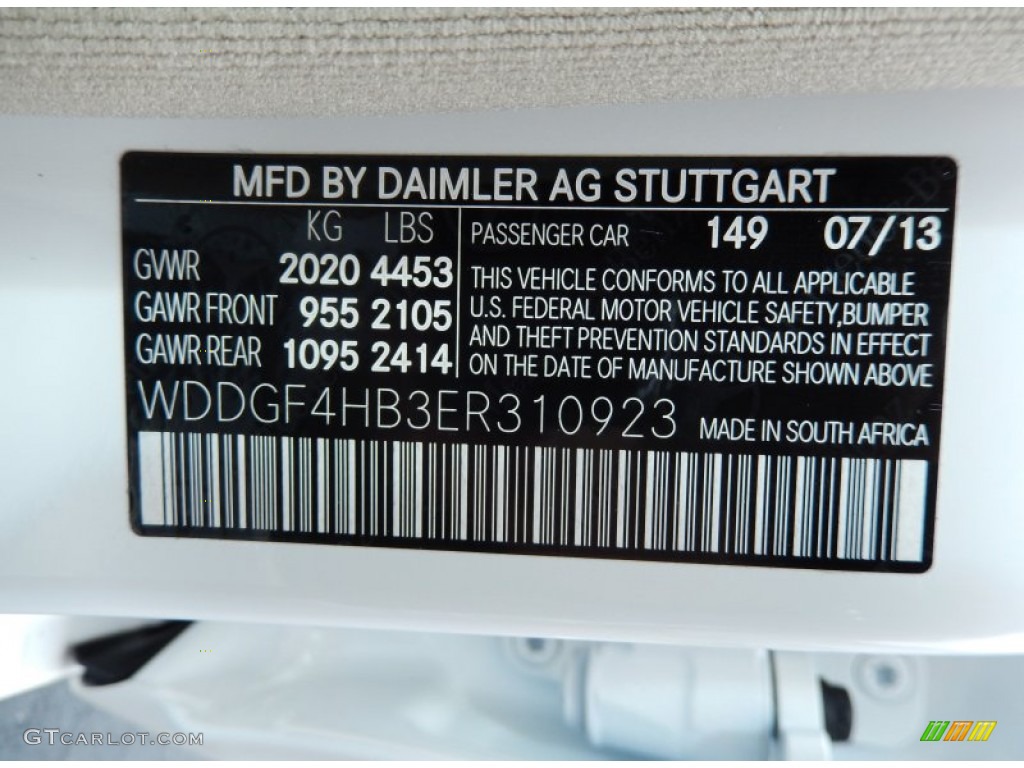 MFD BY DAIMLER AG STUTTGART
KG LBS
GVWR 2020 4453
GAWR FRONT 955 2105
GAWR REAR 1095 2414
PASSENGER CAR 149 07/13
THIS VEHICLE CONFORMS TO ALL APPLICABLE
U.S. FEDERAL MOTOR VEHICLE SAFETY, BUMPER
AND THEFT PREVENTION STANDARDS IN EFFECT
ON THE DATE OF MANUFACTURE SHOWN ABOVE
WDDGF4HB3ER310923
MADE IN SOUTH AFRICA
GTCARLOT.COM